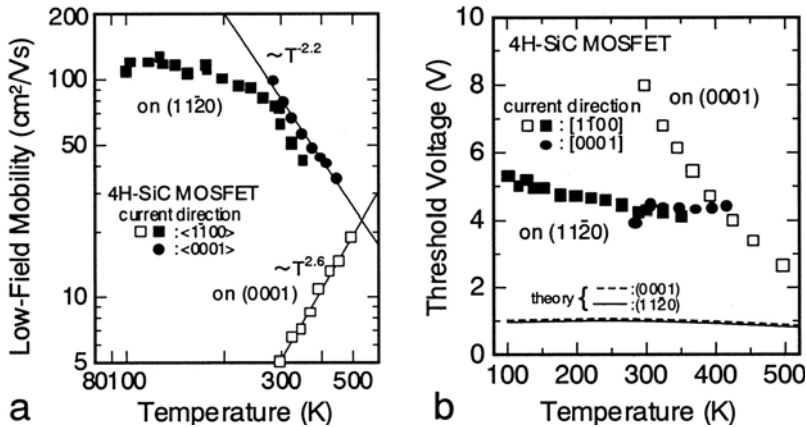 200
100
50
10
5
Low-Field Mobility (cm²/Vs)
~T-2.2
on (112̄0)
4H-SiC MOSFET
current direction
□ ■ :<11̄00>
● :<0001>
~T2.6
on (0001)
80100
300
500
Temperature (K)
a
10
8
6
4
2
0
Threshold Voltage (V)
4H-SiC MOSFET
on (0001)
current direction
□ ■ : [11̄00]
● : [0001]
on (112̄0)
theory { ----:(0001)
—:(112̄0)
100
200
300
400
500
Temperature (K)
b